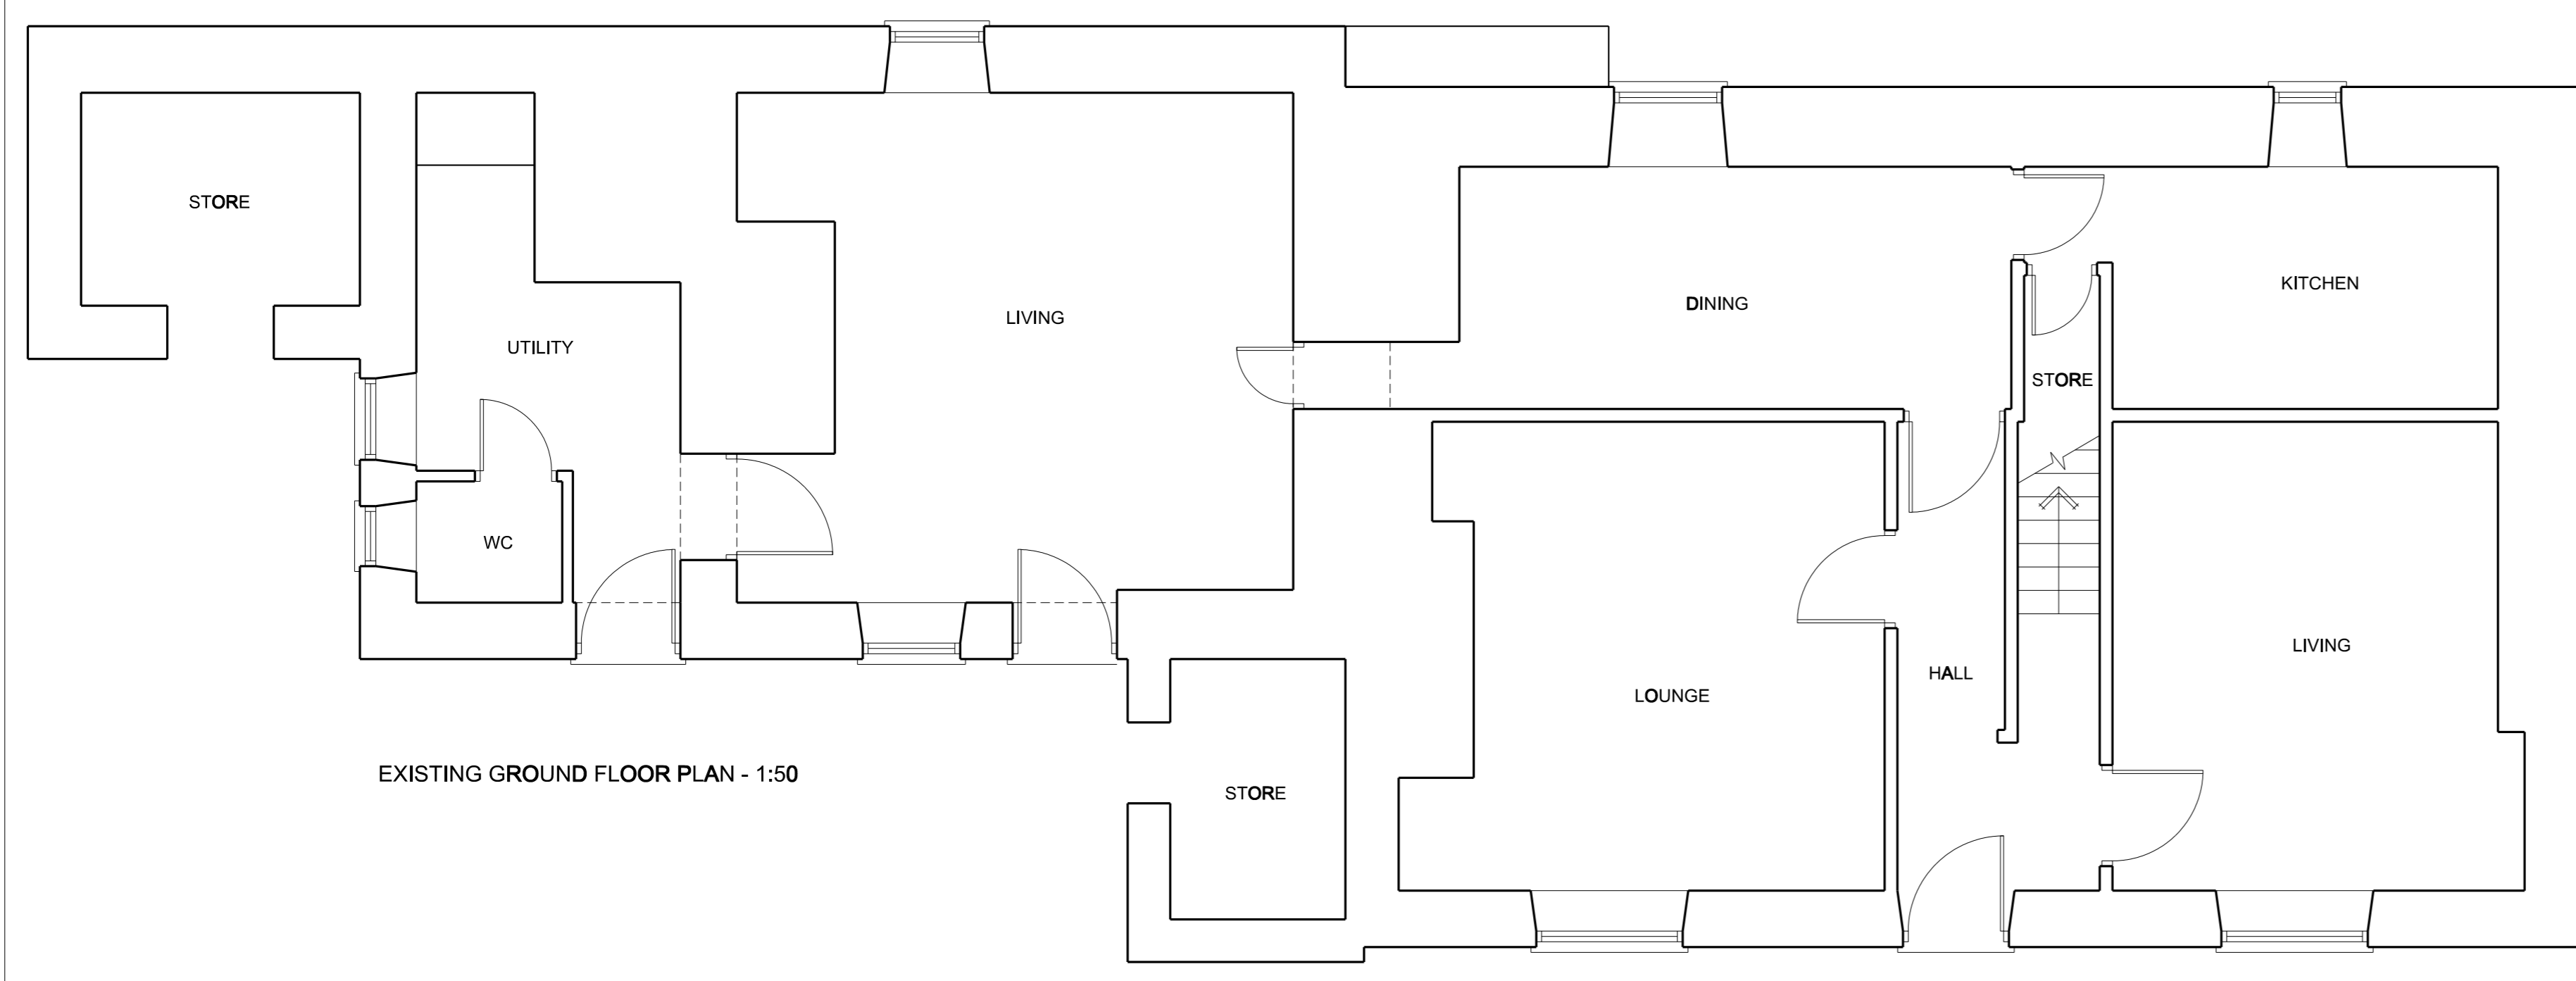 STORE
UTILITY
WC
LIVING
DINING
KITCHEN
STORE
LOUNGE
HALL
LIVING
STORE
EXISTING GROUND FLOOR PLAN - 1:50